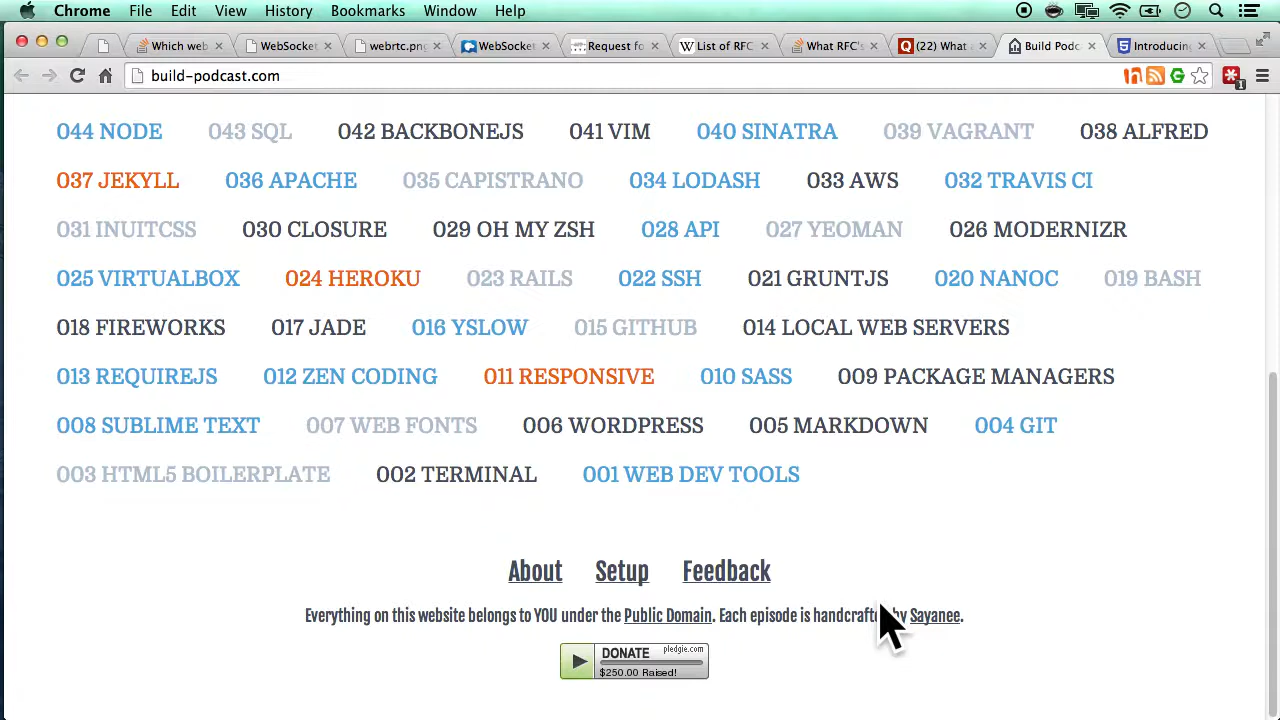 Chrome File Edit View History Bookmarks Window Help
Which web WebSocket webrtc.png WebSocket Request fo List of RFC What RFC's (22) What Build Podc Introducing
build-podcast.com
044 NODE 043 SQL 042 BACKBONEJS 041 VIM 040 SINATRA 039 VAGRANT 038 ALFRED
037 JEKYLL 036 APACHE 035 CAPISTRANO 034 LODASH 033 AWS 032 TRAVIS CI
031 INUITCSS 030 CLOSURE 029 OH MY ZSH 028 API 027 YEOMAN 026 MODERNIZR
025 VIRTUALBOX 024 HEROKU 023 RAILS 022 SSH 021 GRUNTJS 020 NANOC 019 BASH
018 FIREWORKS 017 JADE 016 YSLOW 015 GITHUB 014 LOCAL WEB SERVERS
013 REQUIREJS 012 ZEN CODING 011 RESPONSIVE 010 SASS 009 PACKAGE MANAGERS
008 SUBLIME TEXT 007 WEB FONTS 006 WORDPRESS 005 MARKDOWN 004 GIT
003 HTML5 BOILERPLATE 002 TERMINAL 001 WEB DEV TOOLS
About Setup Feedback
Everything on this website belongs to YOU under the Public Domain. Each episode is handcrafted by Sayanee.
DONATE pledgie.com
$250.00 Raised!